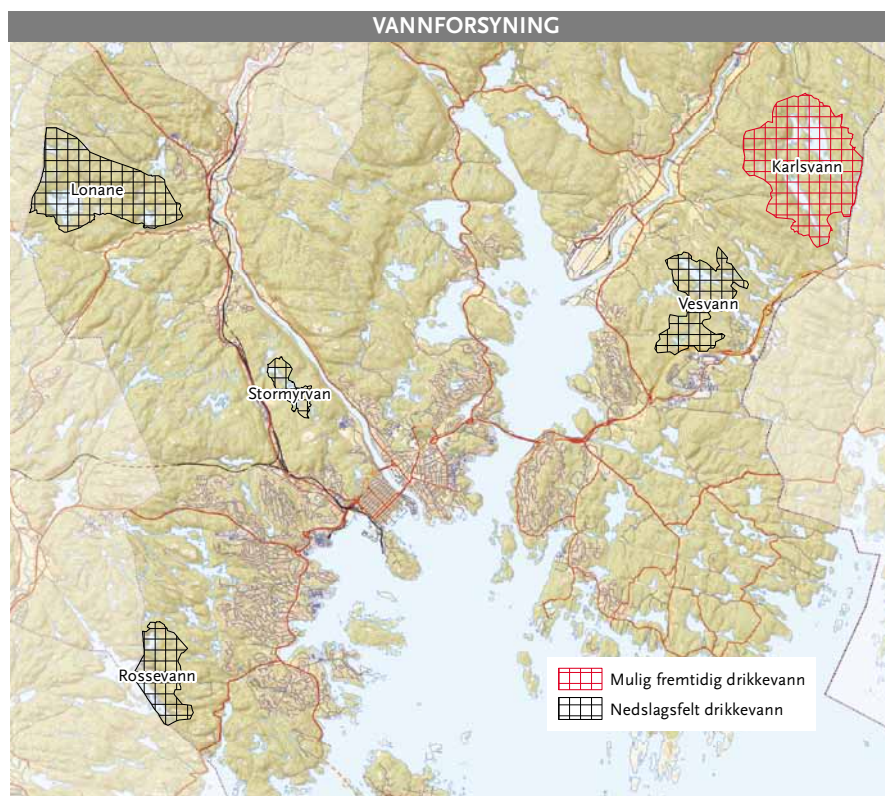 VANNFORSYNING
Karlsvann
Lonane
Vesvann
Stormyrvan
Rossevann
Mulig fremtidig drikkevann
Nedslagsfelt drikkevann